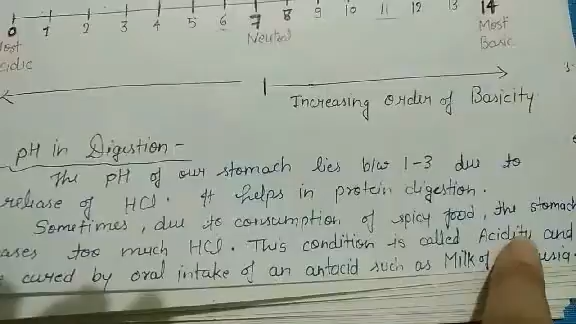 0 1 2 3 4 5 6 7 8 9 10 11 12 13 14
Neutral Most
Basic
Increasing Order of Basicity
pH in Digestion -
The pH of our stomach lies b/w 1-3 due to
release of HCl. It helps in protein digestion.
Sometimes, due to consumption of spicy food, the stomach
ases too much HCl. This condition is called Acidity and
cured by oral intake of an antacid such as Milk of